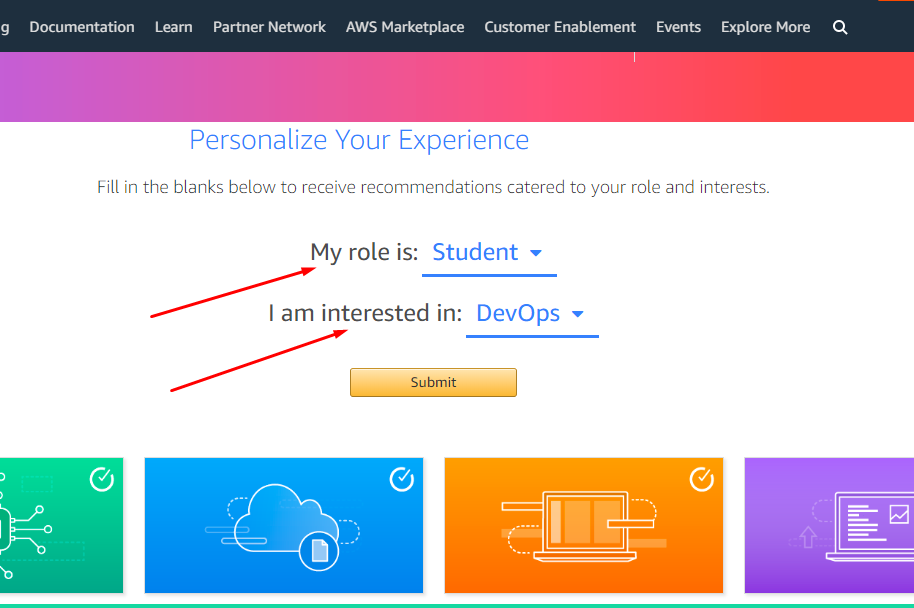 g Documentation Learn Partner Network AWS Marketplace Customer Enablement Events Explore More
Personalize Your Experience
Fill in the blanks below to receive recommendations catered to your role and interests.
My role is: Student
I am interested in: DevOps
Submit